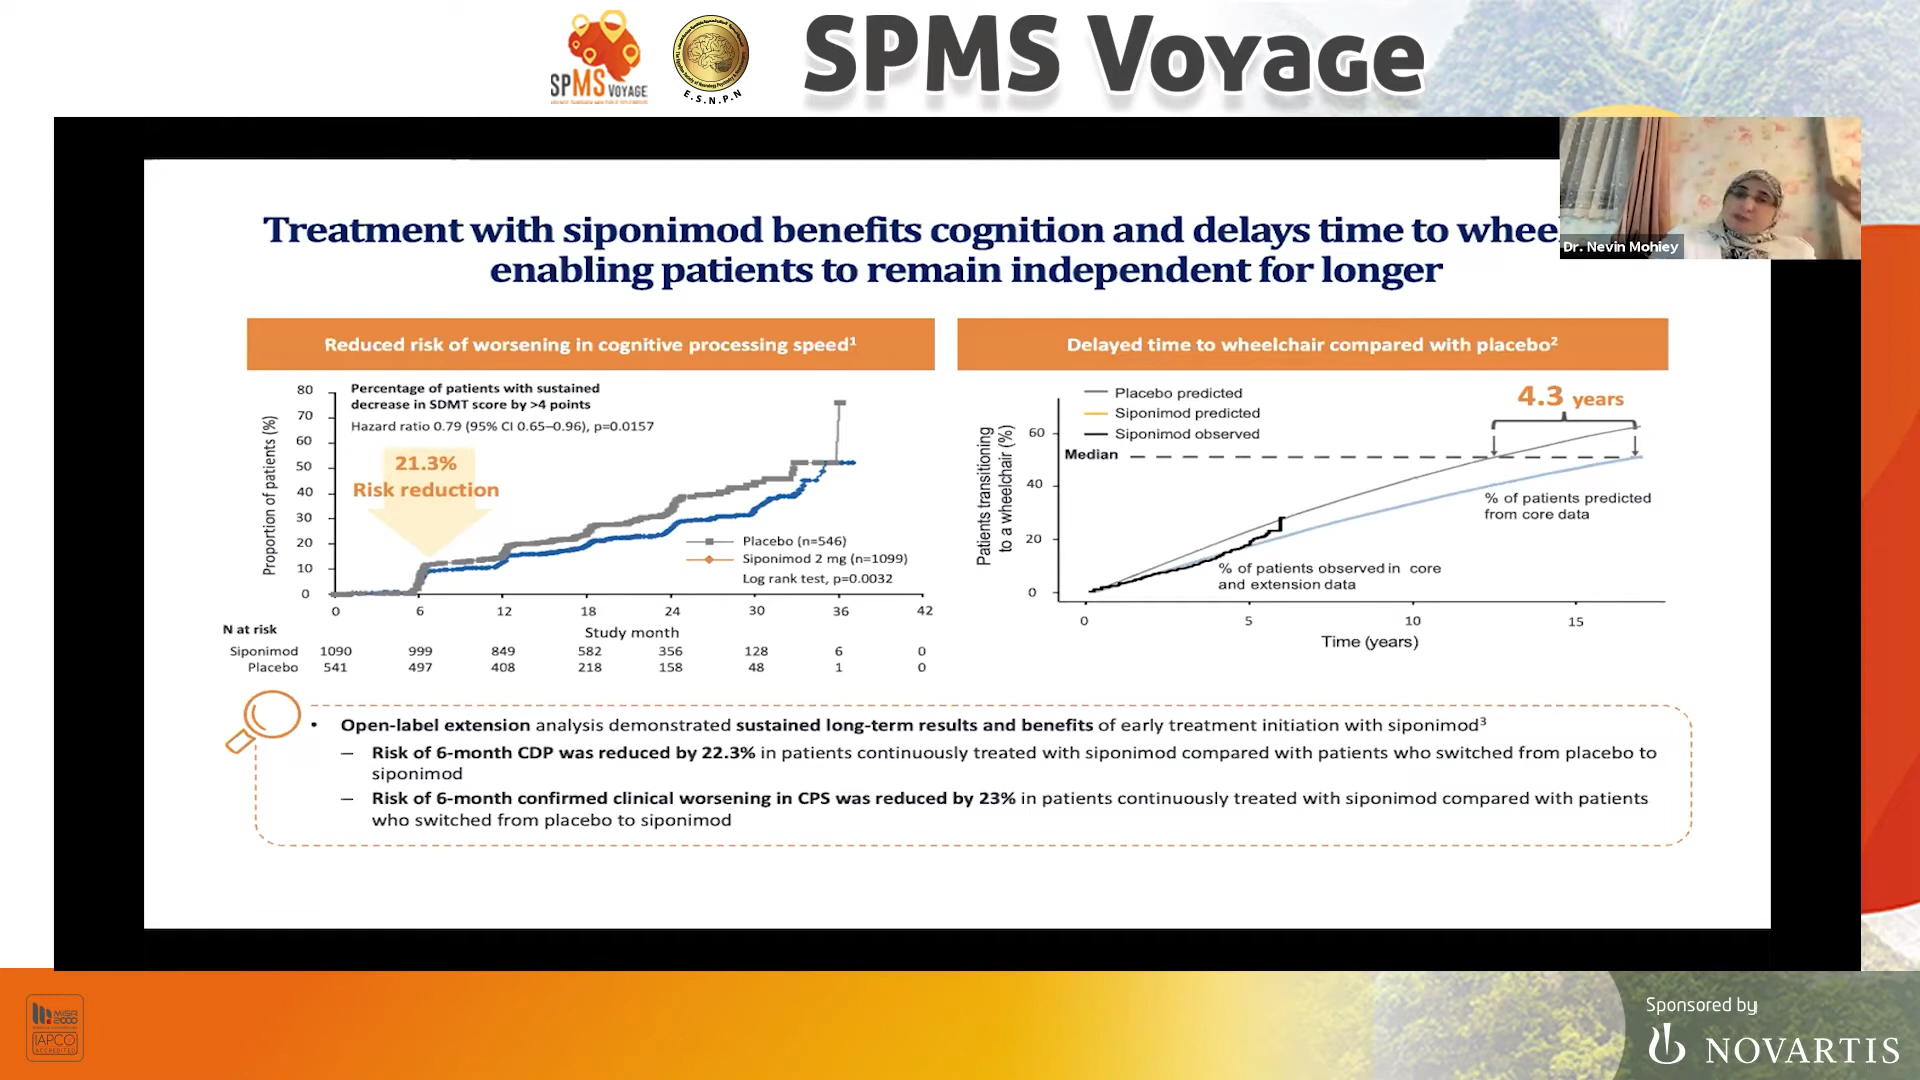 SPMS VOYAGE
E.S.N.P.N
SPMS Voyage
Dr. Nevin Mohiey
Treatment with siponimod benefits cognition and delays time to
enabling patients to remain independent for longer
Reduced risk of worsening in cognitive processing speed¹
Percentage of patients with sustained
decrease in SDMT score by >4 points
Hazard ratio 0.79 (95% CI 0.65–0.96), p=0.0157
21.3%
Risk reduction
Proportion of patients (%)
80
70
60
50
40
30
20
10
0
Placebo (n=546)
Siponimod 2 mg (n=1099)
Log rank test, p=0.0032
0 6 12 18 24 30 36 42
Study month
N at risk
Siponimod 1090 999 849 582 356 128 6 0
Placebo 541 497 408 218 158 48 1 0
Delayed time to wheelchair compared with placebo²
Placebo predicted
Siponimod predicted
Siponimod observed
4.3 years
Median
Patients transitioning
to a wheelchair (%)
60
40
20
0
% of patients predicted
from core data
% of patients observed in core
and extension data
0 5 10 15
Time (years)
• Open-label extension analysis demonstrated sustained long-term results and benefits of early treatment initiation with siponimod³
– Risk of 6-month CDP was reduced by 22.3% in patients continuously treated with siponimod compared with patients who switched from placebo to
siponimod
– Risk of 6-month confirmed clinical worsening in CPS was reduced by 23% in patients continuously treated with siponimod compared with patients
who switched from placebo to siponimod
MISR
2000
IAPCO
ACCREDITED
Sponsored by
NOVARTIS